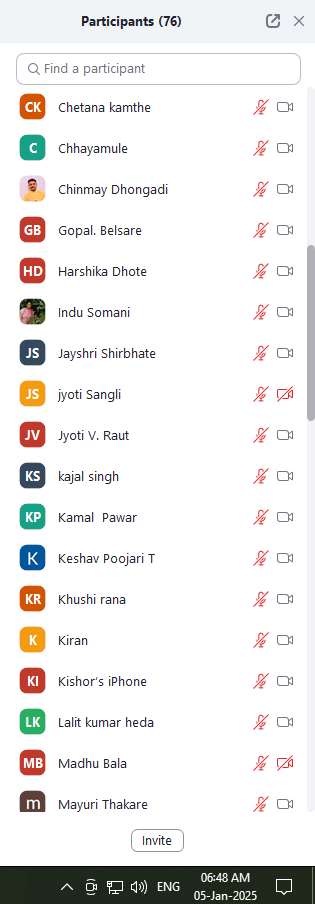 Participants (76)
Find a participant
CK Chetana kamthe
C Chhayamule
Chinmay Dhongadi
GB Gopal. Belsare
HD Harshika Dhote
Indu Somani
JS Jayshri Shirbhate
JS jyoti Sangli
JV Jyoti V. Raut
KS kajal singh
KP Kamal  Pawar
K Keshav Poojari T
KR Khushi rana
K Kiran
KI Kishor's iPhone
LK Lalit kumar heda
MB Madhu Bala
m Mayuri Thakare
Invite
ENG 06:48 AM
05-Jan-2025